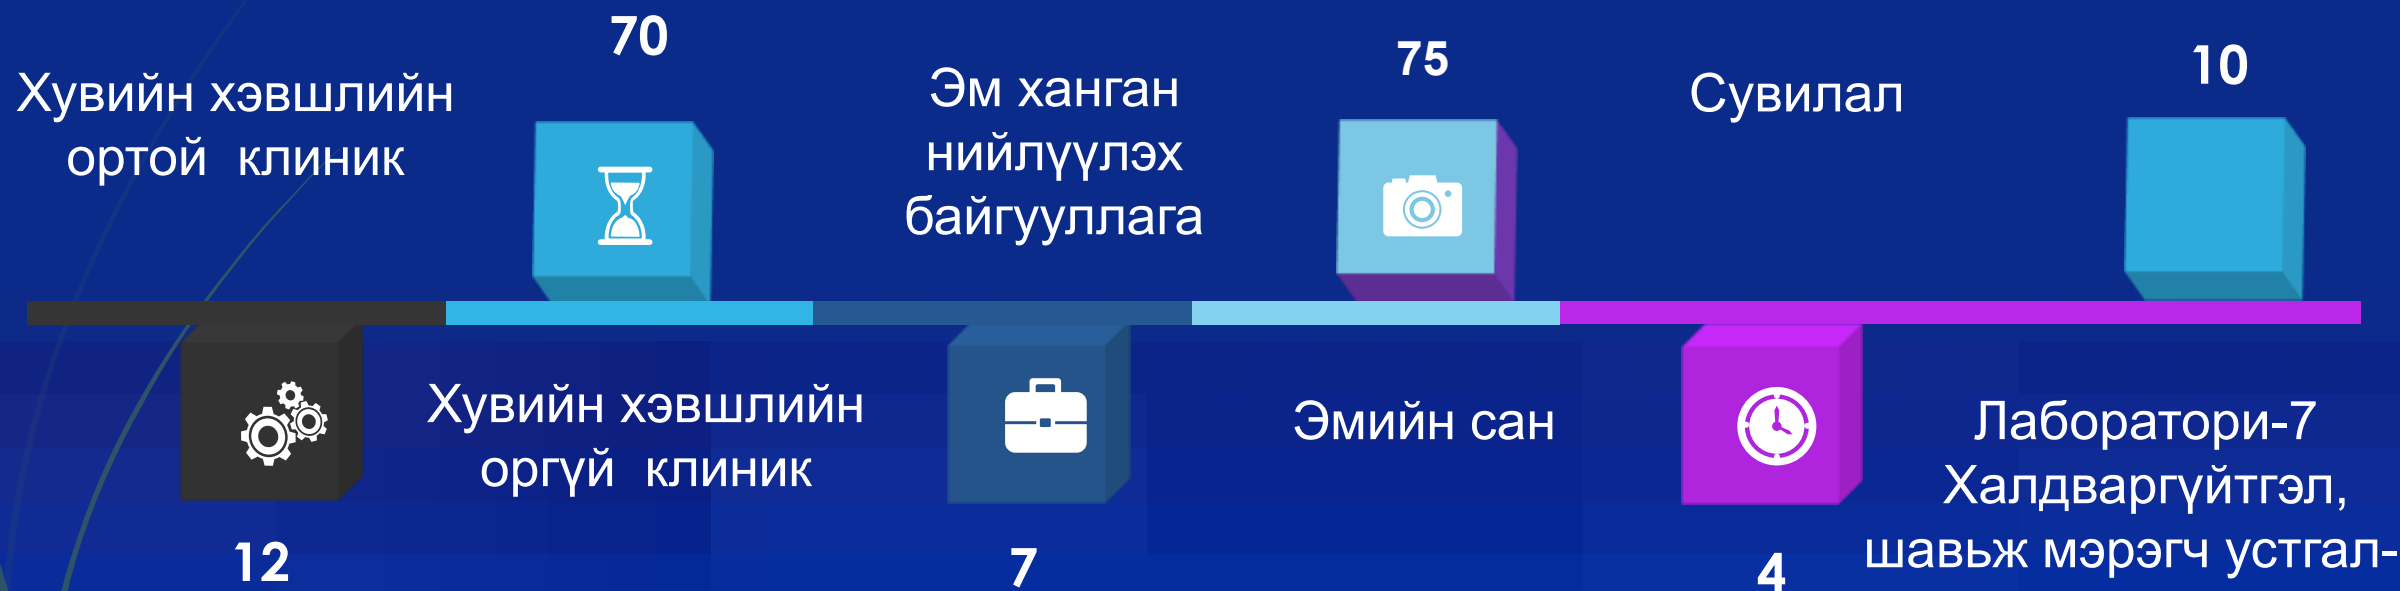 Хувийн хэвшлийн
ортой клиник
12
70
Хувийн хэвшлийн
оргүй клиник
Эм ханган
нийлүүлэх
байгууллага
7
75
Эмийн сан
Сувилал
4
10
Лаборатори-7
Халдваргүйтгэл,
шавьж мэрэгч устгал-